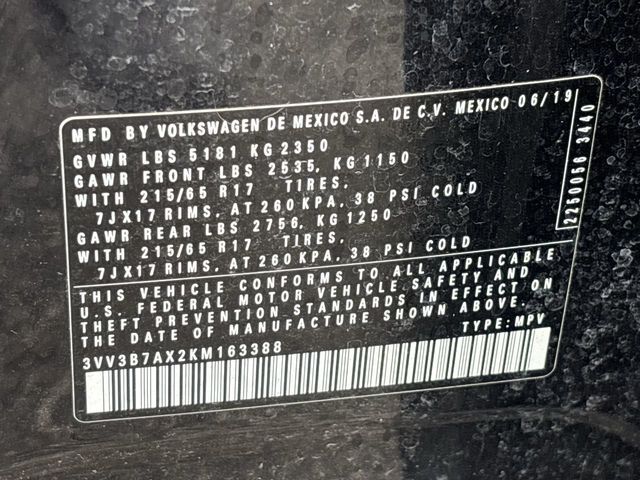 MFD BY VOLKSWAGEN DE MEXICO S.A. DE C.V. MEXICO 06/19
GVWR LBS 5181 KG 2350
GAWR FRONT LBS 2535, KG 1150
WITH 215/65 R17 TIRES,
7JX17 RIMS, AT 260 KPA, 38 PSI COLD
GAWR REAR LBS 2756, KG 1250
WITH 215/65 R17 TIRES,
7JX17 RIMS, AT 260 KPA, 38 PSI COLD
THIS VEHICLE CONFORMS TO ALL APPLICABLE
U.S. FEDERAL MOTOR VEHICLE SAFETY AND
THEFT PREVENTION STANDARDS IN EFFECT ON
THE DATE OF MANUFACTURE SHOWN ABOVE.
3VV3B7AX2KM163388 TYPE: MPV
2250056 3440